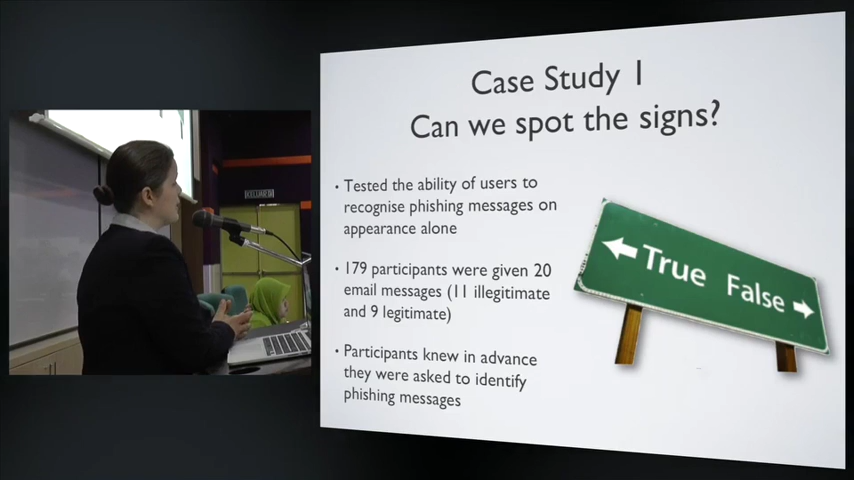 Case Study 1
Can we spot the signs?
• Tested the ability of users to
recognise phishing messages on
appearance alone
• 179 participants were given 20
email messages (11 illegitimate
and 9 legitimate)
• Participants knew in advance
they were asked to identify
phishing messages
True False